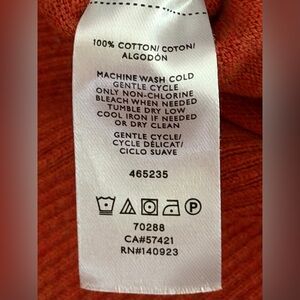 100% COTTON/ COTON/
ALGODÓN
MACHINE WASH COLD
GENTLE CYCLE
ONLY NON-CHLORINE
BLEACH WHEN NEEDED
TUMBLE DRY LOW
COOL IRON IF NEEDED
OR DRY CLEAN
GENTLE CYCLE/
CYCLE DÉLICAT/
CICLO SUAVE
465235
P
70288
CA#57421
RN#140923